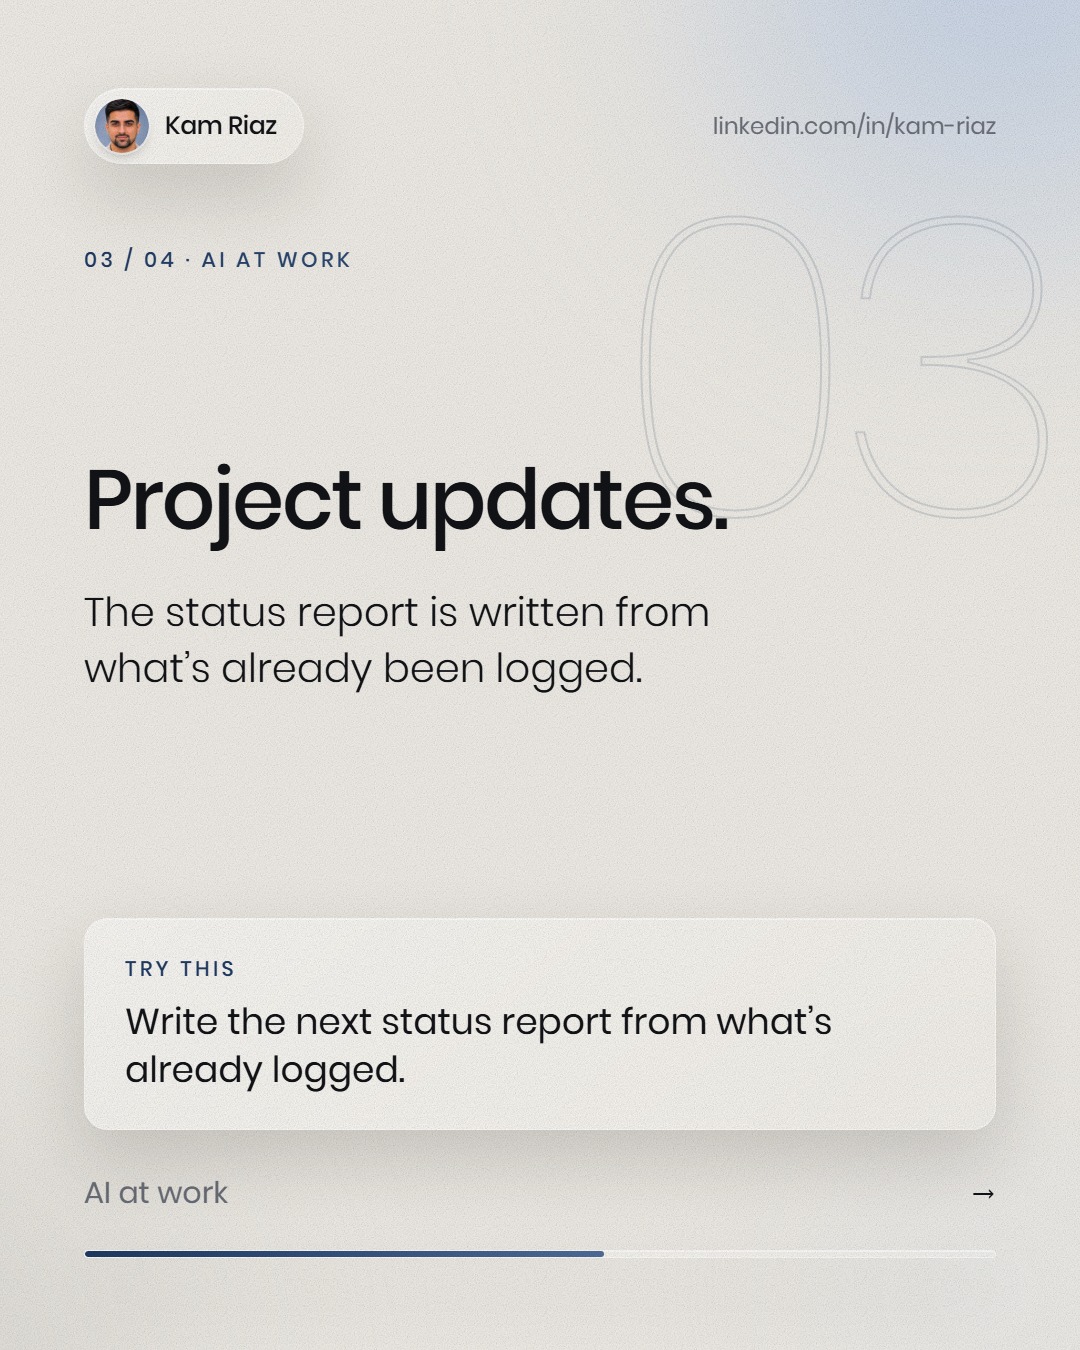 Kam Riaz
linkedin.com/in/kam-riaz
03 / 04 · AI AT WORK
03
Project updates.
The status report is written from
what’s already been logged.
TRY THIS
Write the next status report from what’s
already logged.
AI at work
→